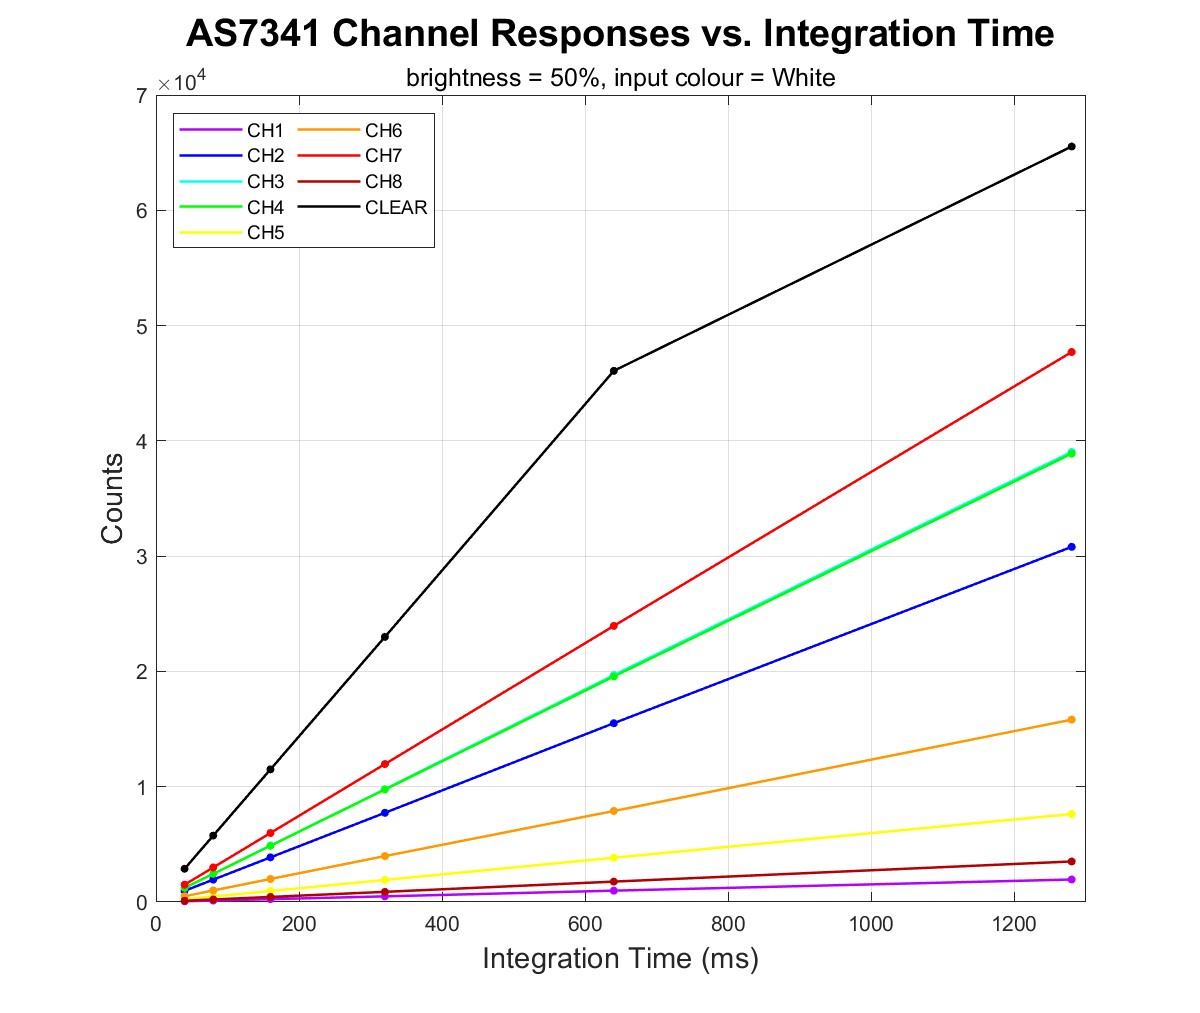 AS7341 Channel Responses vs. Integration Time
brightness = 50%, input colour = White
×10⁴
7
6
5
4
3
2
1
0
Counts
CH1 CH6
CH2 CH7
CH3 CH8
CH4 CLEAR
CH5
0 200 400 600 800 1000 1200
Integration Time (ms)